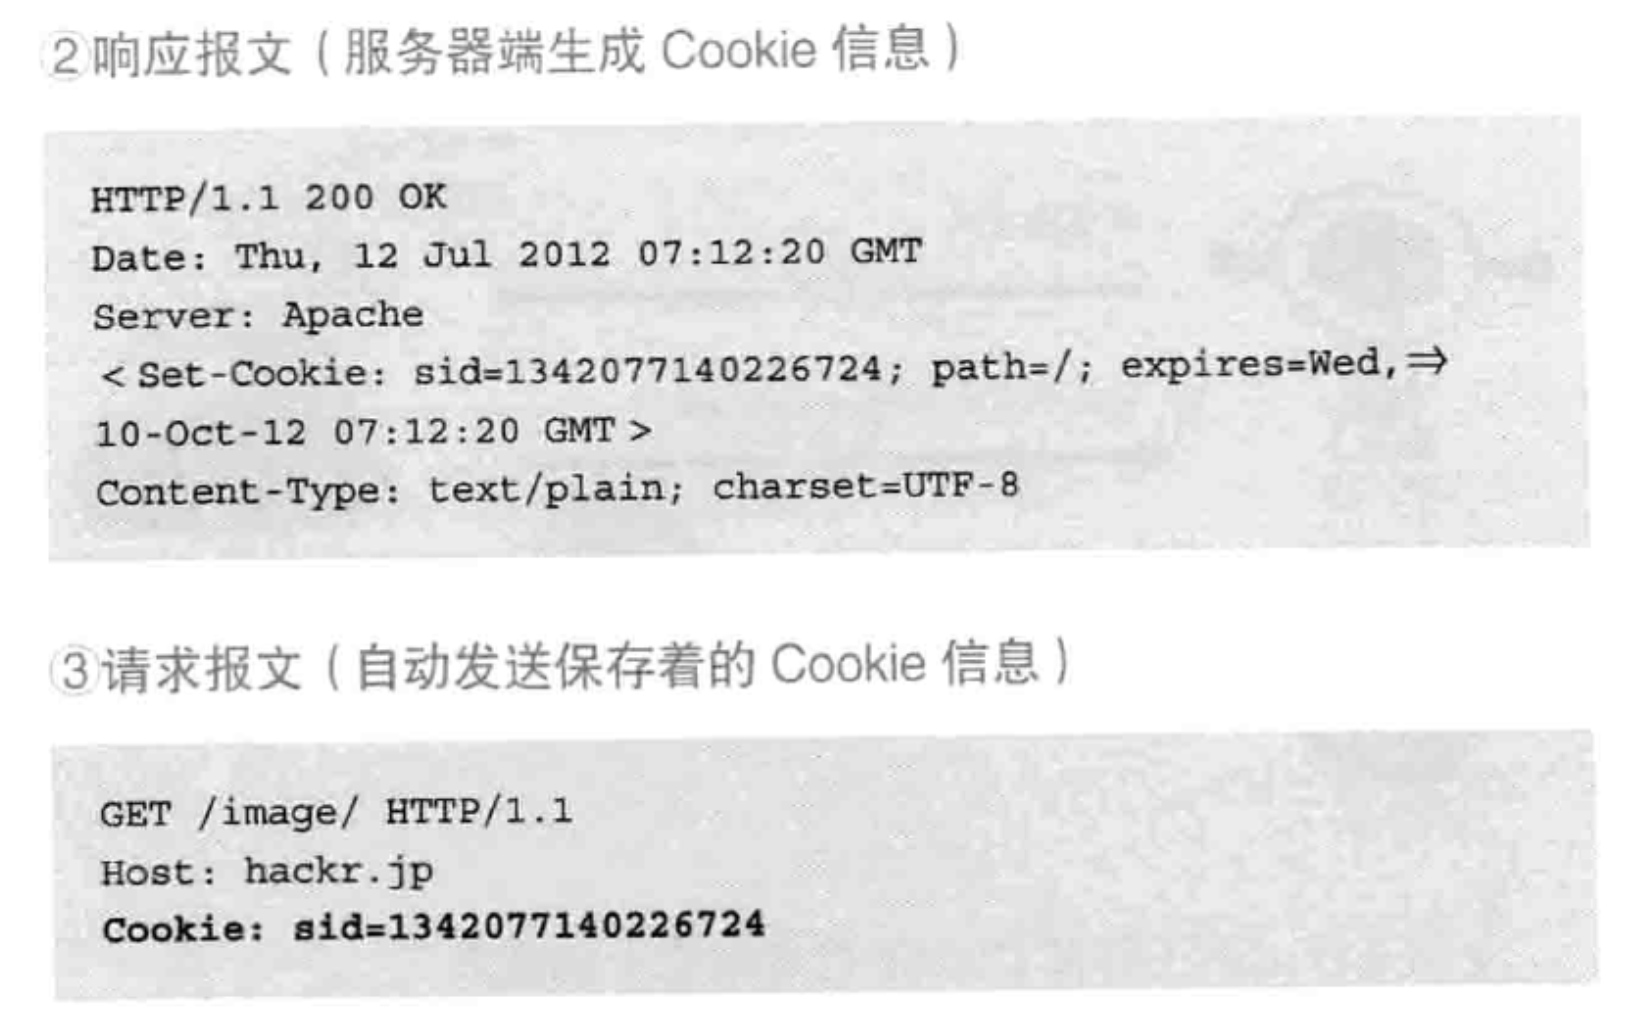 ②响应报文（服务器端生成 Cookie 信息）
HTTP/1.1 200 OK
Date: Thu, 12 Jul 2012 07:12:20 GMT
Server: Apache
<Set-Cookie: sid=1342077140226724; path=/; expires=Wed,⇒
10-Oct-12 07:12:20 GMT>
Content-Type: text/plain; charset=UTF-8
③请求报文（自动发送保存着的 Cookie 信息）
GET /image/ HTTP/1.1
Host: hackr.jp
Cookie: sid=1342077140226724